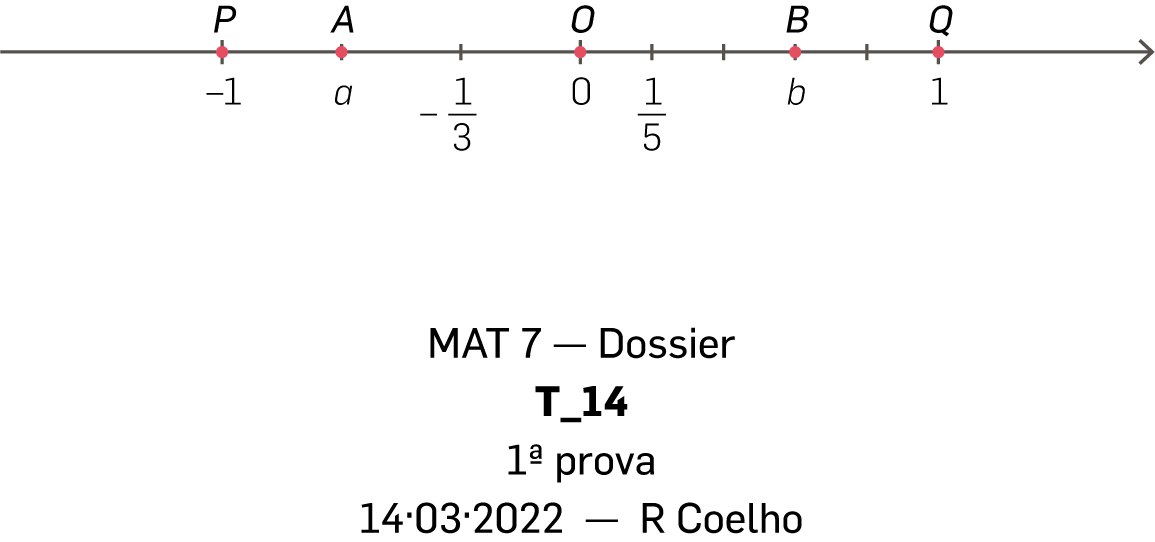 P A O B Q
–1 a – 1/3 0 1/5 b 1
MAT 7 — Dossier
T_14
1ª prova
14·03·2022 — R Coelho